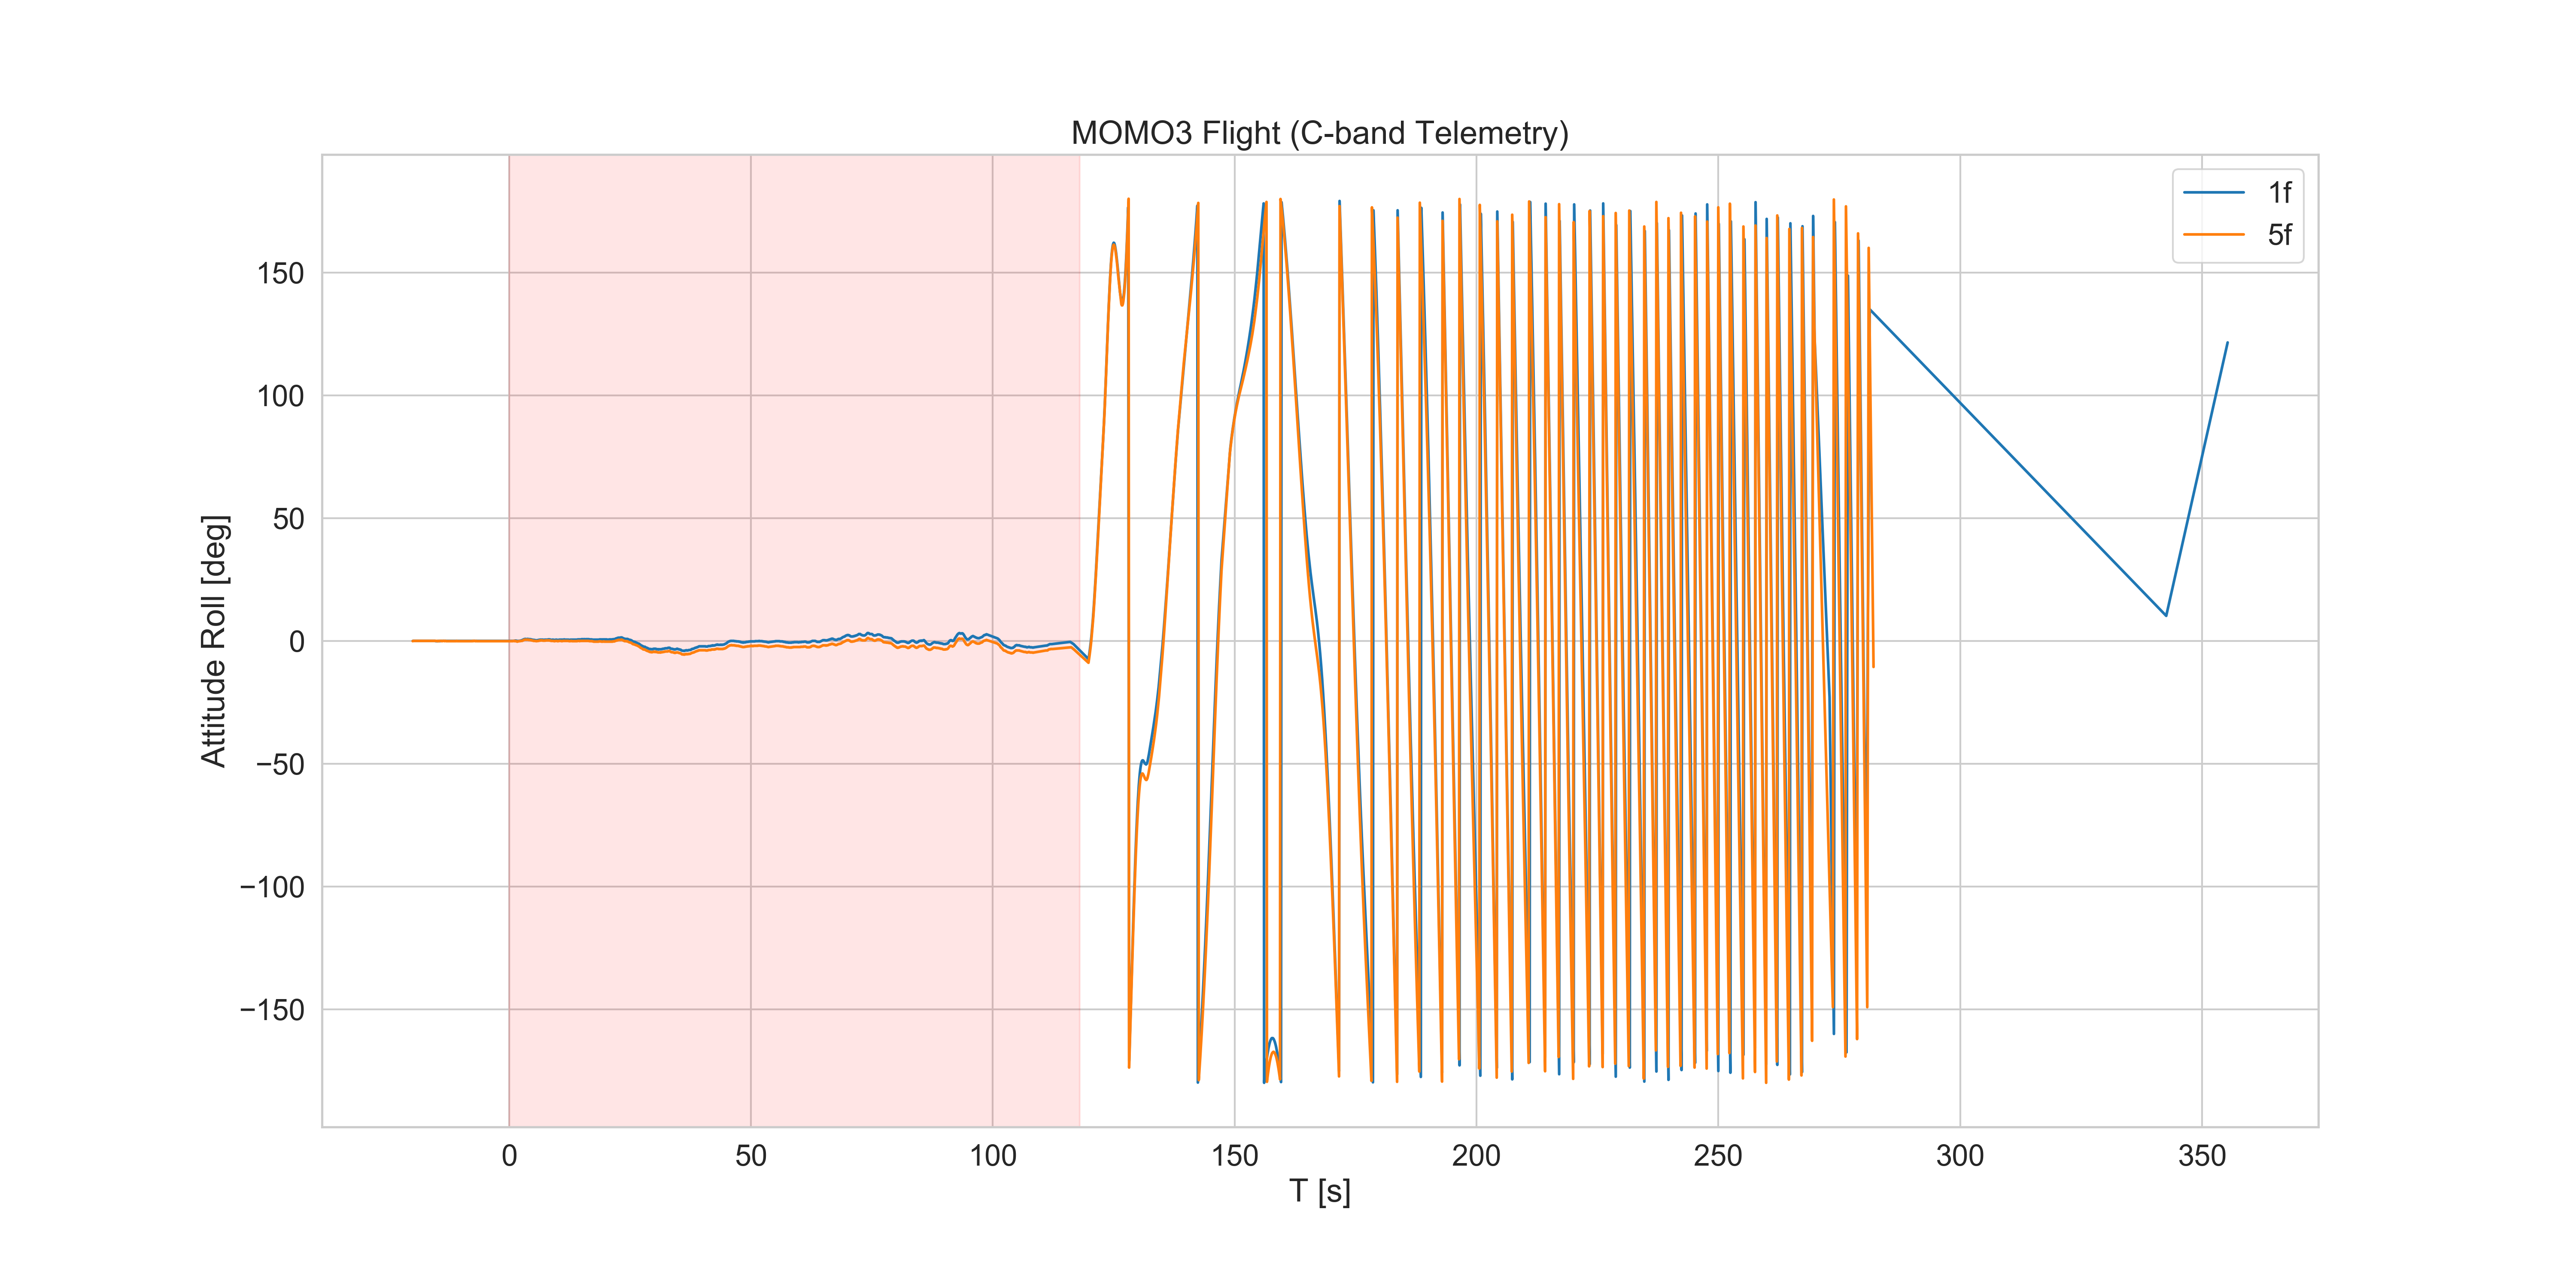 MOMO3 Flight (C-band Telemetry)
1f
5f
Attitude Roll [deg]
150
100
50
0
−50
−100
−150
0 50 100 150 200 250 300 350
T [s]